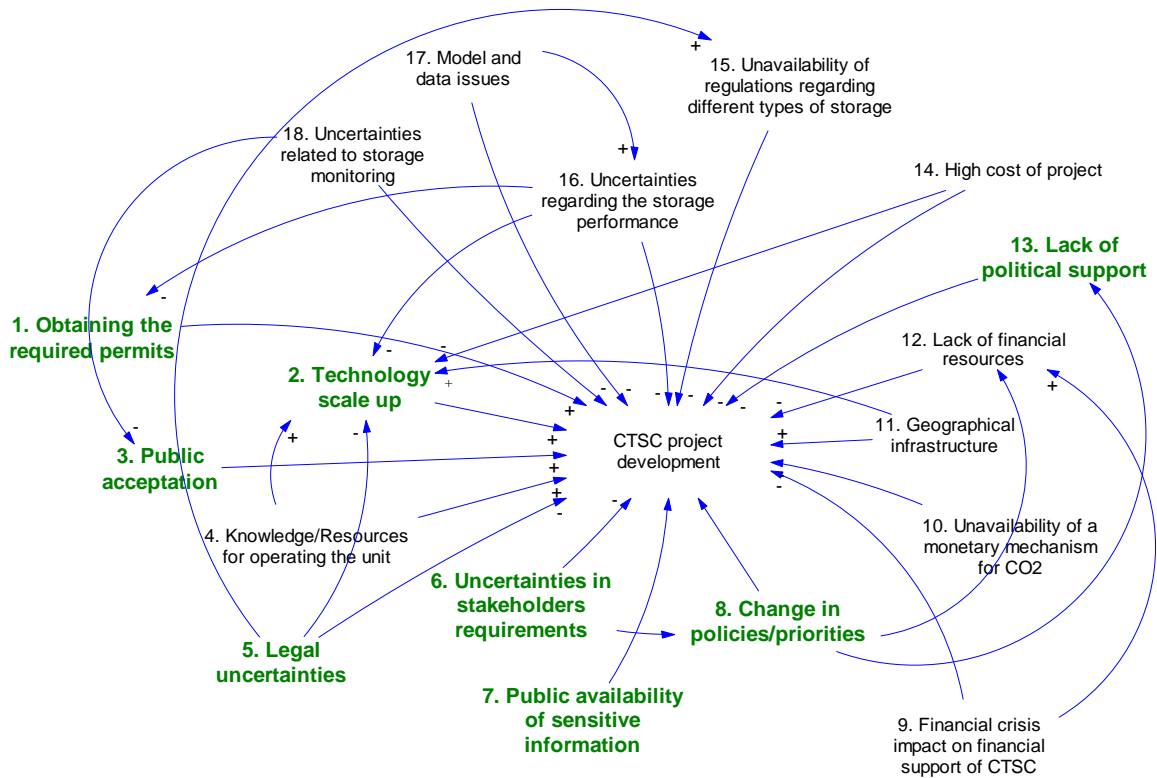 17. Model and
data issues
+
15. Unavailability of
regulations regarding
different types of storage
18. Uncertainties
related to storage
monitoring
+
16. Uncertainties
regarding the storage
performance
14. High cost of project
13. Lack of
political support
-
1. Obtaining the
required permits
12. Lack of financial
resources
-
-
2. Technology
scale up
+
+
-
-
-
-
-
-
-
-
+
+
-
-
3. Public
acceptation
+
CTSC project
development
+
11. Geographical
infrastructure
+
+
+
-
-
-
4. Knowledge/Resources
for operating the unit
10. Unavailability of a
monetary mechanism
for CO2
6. Uncertainties in
stakeholders
requirements
8. Change in
policies/priorities
5. Legal
uncertainties
7. Public availability
of sensitive
information
9. Financial crisis
impact on financial
support of CTSC